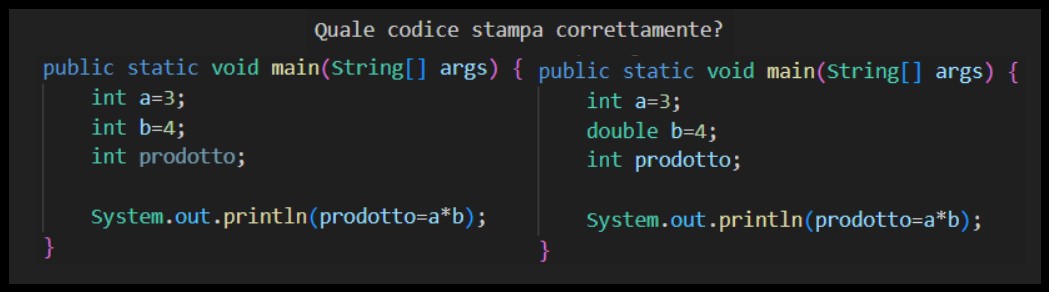 Quale codice stampa correttamente?
public static void main(String[] args) {
int a=3;
int b=4;
int prodotto;
System.out.println(prodotto=a*b);
}
public static void main(String[] args) {
int a=3;
double b=4;
int prodotto;
System.out.println(prodotto=a*b);
}